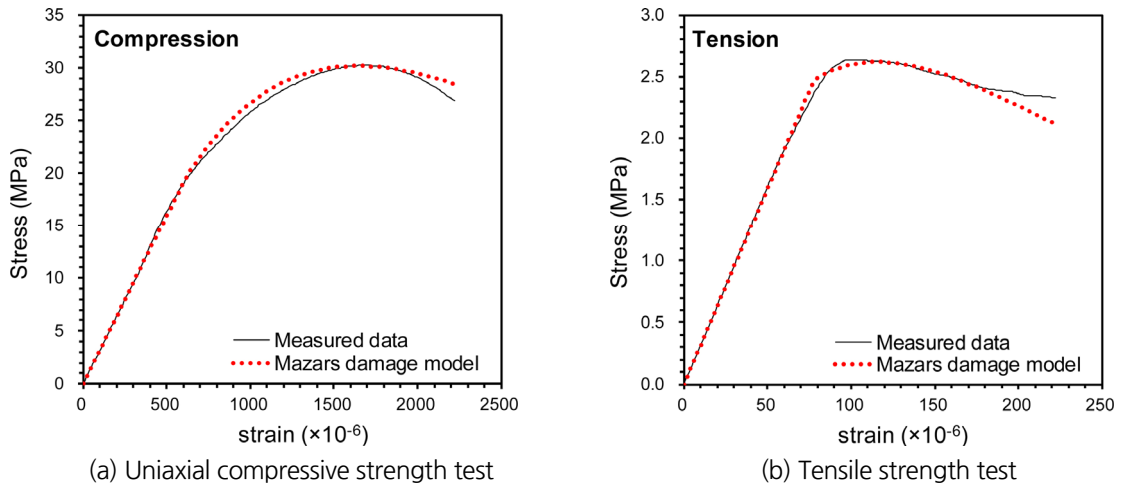 Compression
Stress (MPa)
35
30
25
20
15
10
5
0
Measured data
Mazars damage model
0 500 1000 1500 2000 2500
strain (×10-6)
(a) Uniaxial compressive strength test
Tension
Stress (MPa)
3.0
2.5
2.0
1.5
1.0
0.5
0.0
Measured data
Mazars damage model
0 50 100 150 200 250
strain (×10-6)
(b) Tensile strength test